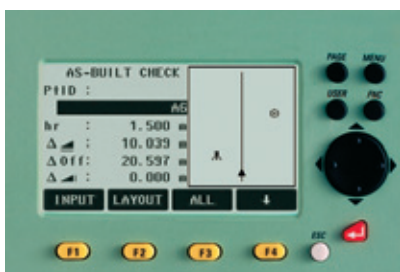 AS-BUILT CHECK
PtID :
A6
hr : 1.500 m
Δ : 10.039 m
ΔOff: 20.597 m
Δ : 0.000 m
INPUT LAYOUT ALL ↓
PAGE MENU
USER FNC
F1 F2 F3 F4 ESC